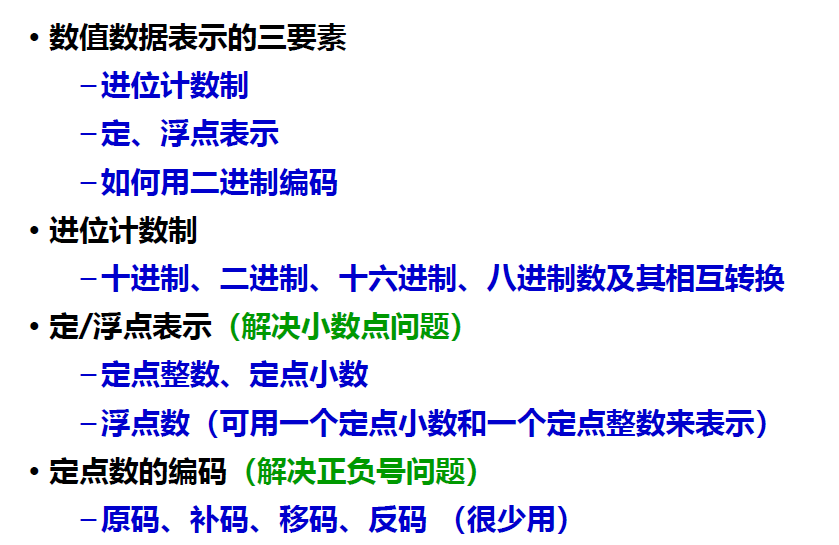 • 数值数据表示的三要素
–进位计数制
–定、浮点表示
–如何用二进制编码
• 进位计数制
–十进制、二进制、十六进制、八进制数及其相互转换
• 定/浮点表示（解决小数点问题）
–定点整数、定点小数
–浮点数（可用一个定点小数和一个定点整数来表示）
• 定点数的编码（解决正负号问题）
–原码、补码、移码、反码 （很少用）